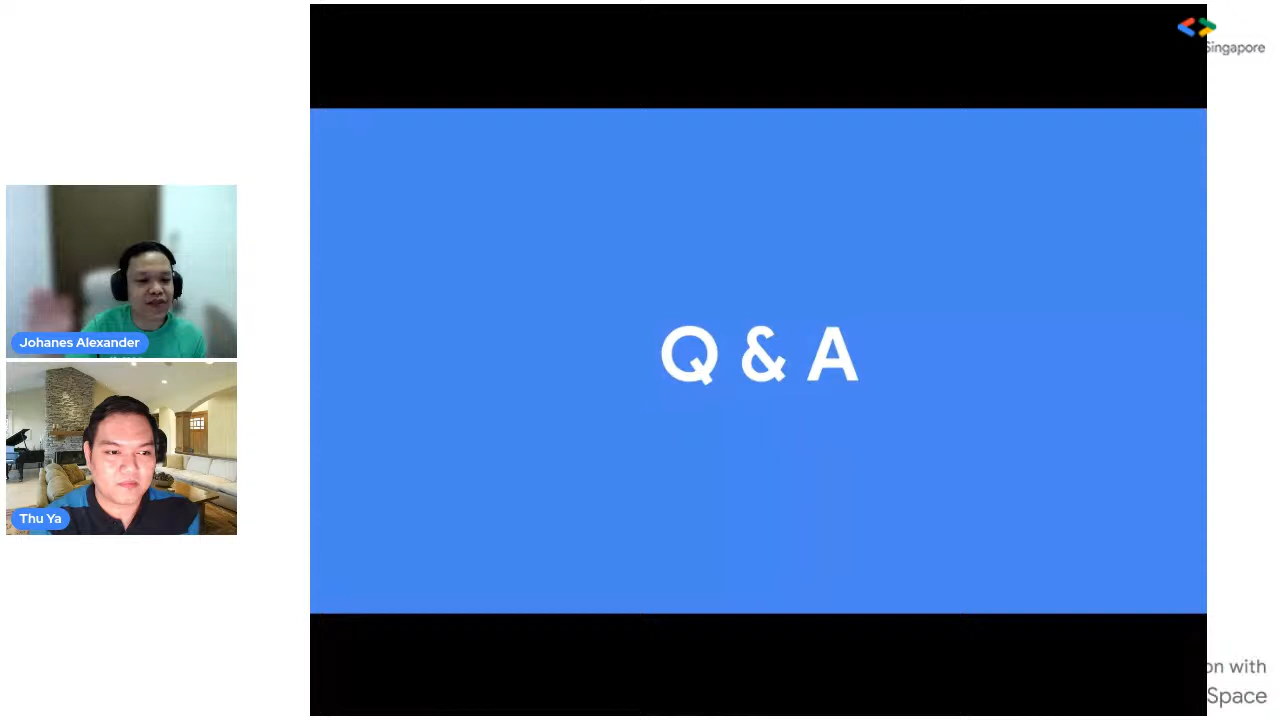 Singapore
Johanes Alexander
Q & A
Thu Ya
on with
Space